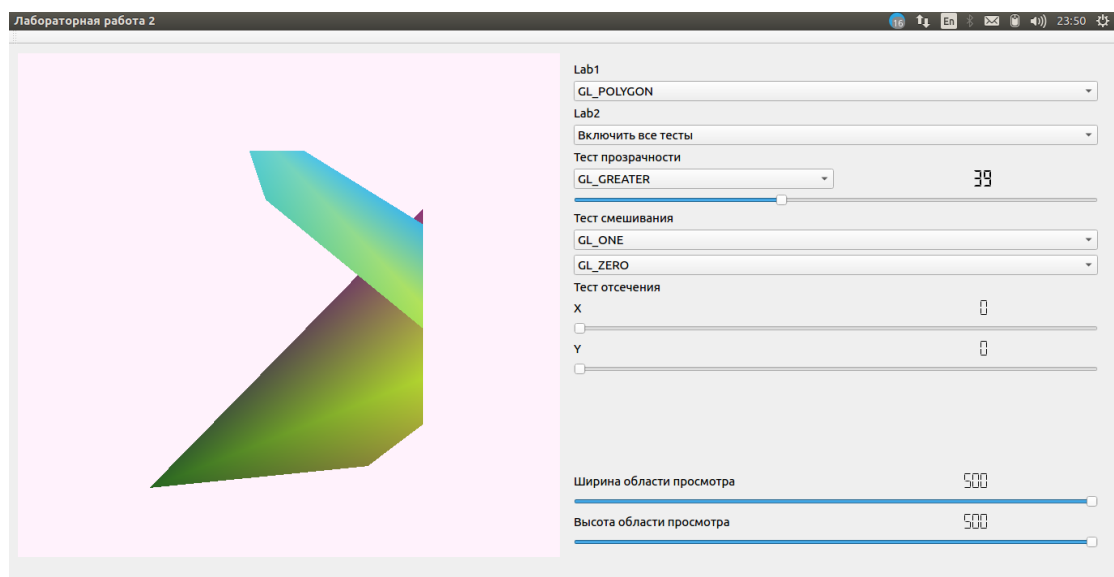 Лабораторная работа 2
16 En 23:50
Lab1
GL_POLYGON
Lab2
Включить все тесты
Тест прозрачности
GL_GREATER 39
Тест смешивания
GL_ONE
GL_ZERO
Тест отсечения
X 0
Y 0
Ширина области просмотра 500
Высота области просмотра 500